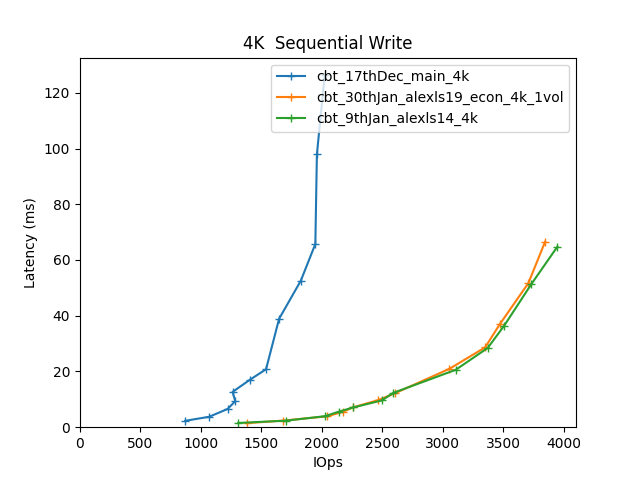 4K  Sequential Write
cbt_17thDec_main_4k
cbt_30thJan_alexls19_econ_4k_1vol
cbt_9thJan_alexls14_4k
Latency (ms)
120
100
80
60
40
20
0
0 500 1000 1500 2000 2500 3000 3500 4000
IOps